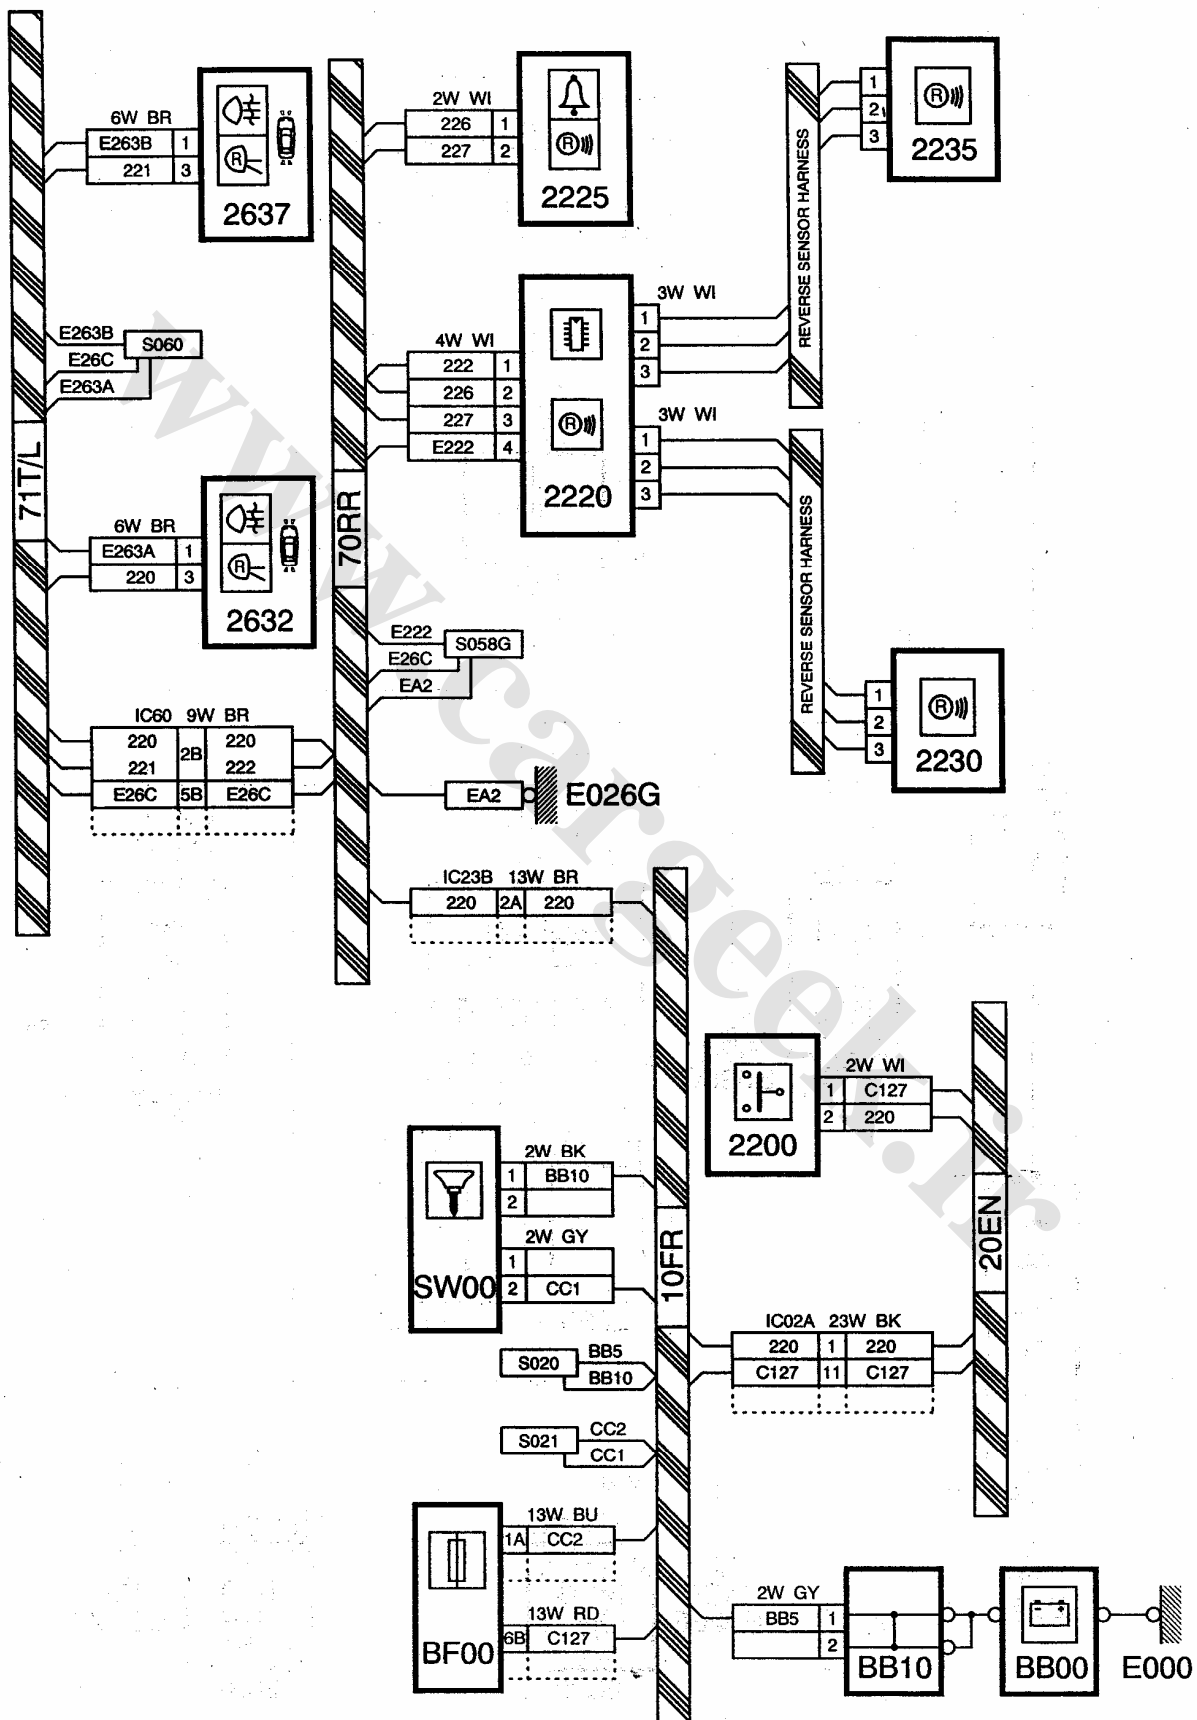 6W BR
E263B 1
221 3
R
2637
2W WI
226 1
227 2
R
2225
1
2
3
R
2235
REVERSE SENSOR HARNESS
E263B
E26C
E263A
S060
4W WI
222 1
226 2
227 3
E222 4
R
2220
3W WI
1
2
3
3W WI
1
2
3
71T/L
70RR
6W BR
E263A 1
220 3
R
2632
REVERSE SENSOR HARNESS
E222
E26C
EA2
S058G
1
2
3
R
2230
IC60 9W BR
220 2B 220
221 222
E26C 5B E26C
EA2
E026G
IC23B 13W BR
220 2A 220
2200
2W WI
1 C127
2 220
SW00
2W BK
1 BB10
2
2W GY
1
2 CC1
10FR
20EN
S020
BB5
BB10
IC02A 23W BK
220 1 220
C127 11 C127
S021
CC2
CC1
BF00
13W BU
1A CC2
13W RD
6B C127
2W GY
BB5 1
2
BB10
BB00
E000
www.cargeek.ir